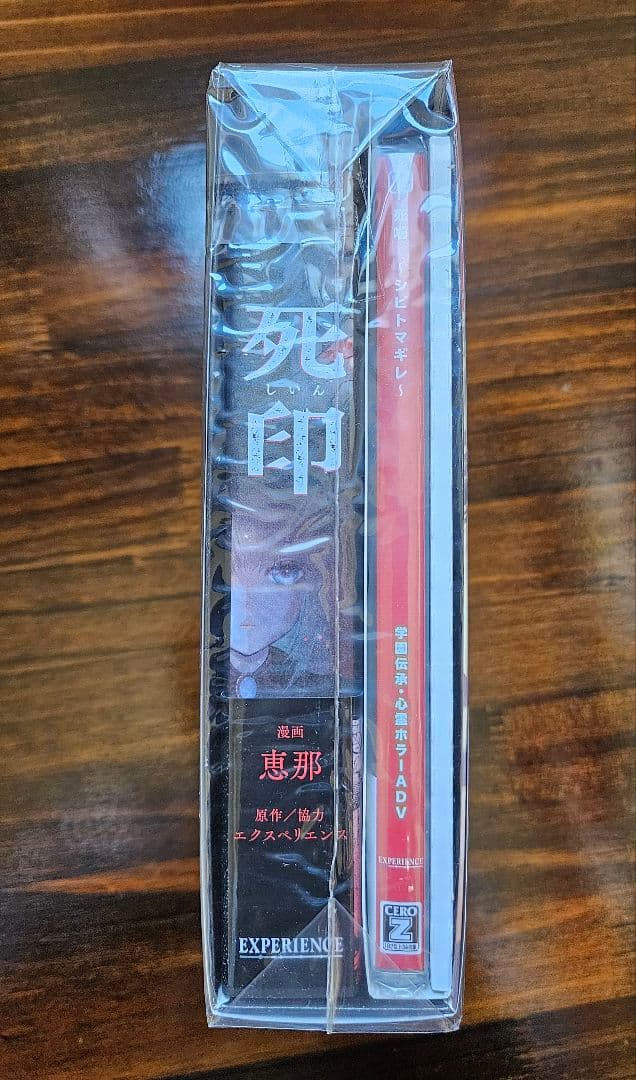 死印
しいん
漫画
恵那
原作／協力
エクスペリエンス
EXPERIENCE
死噛 ～シビトマギレ～
学園伝承・心霊ホラーADV
EXPERIENCE
CERO
Z